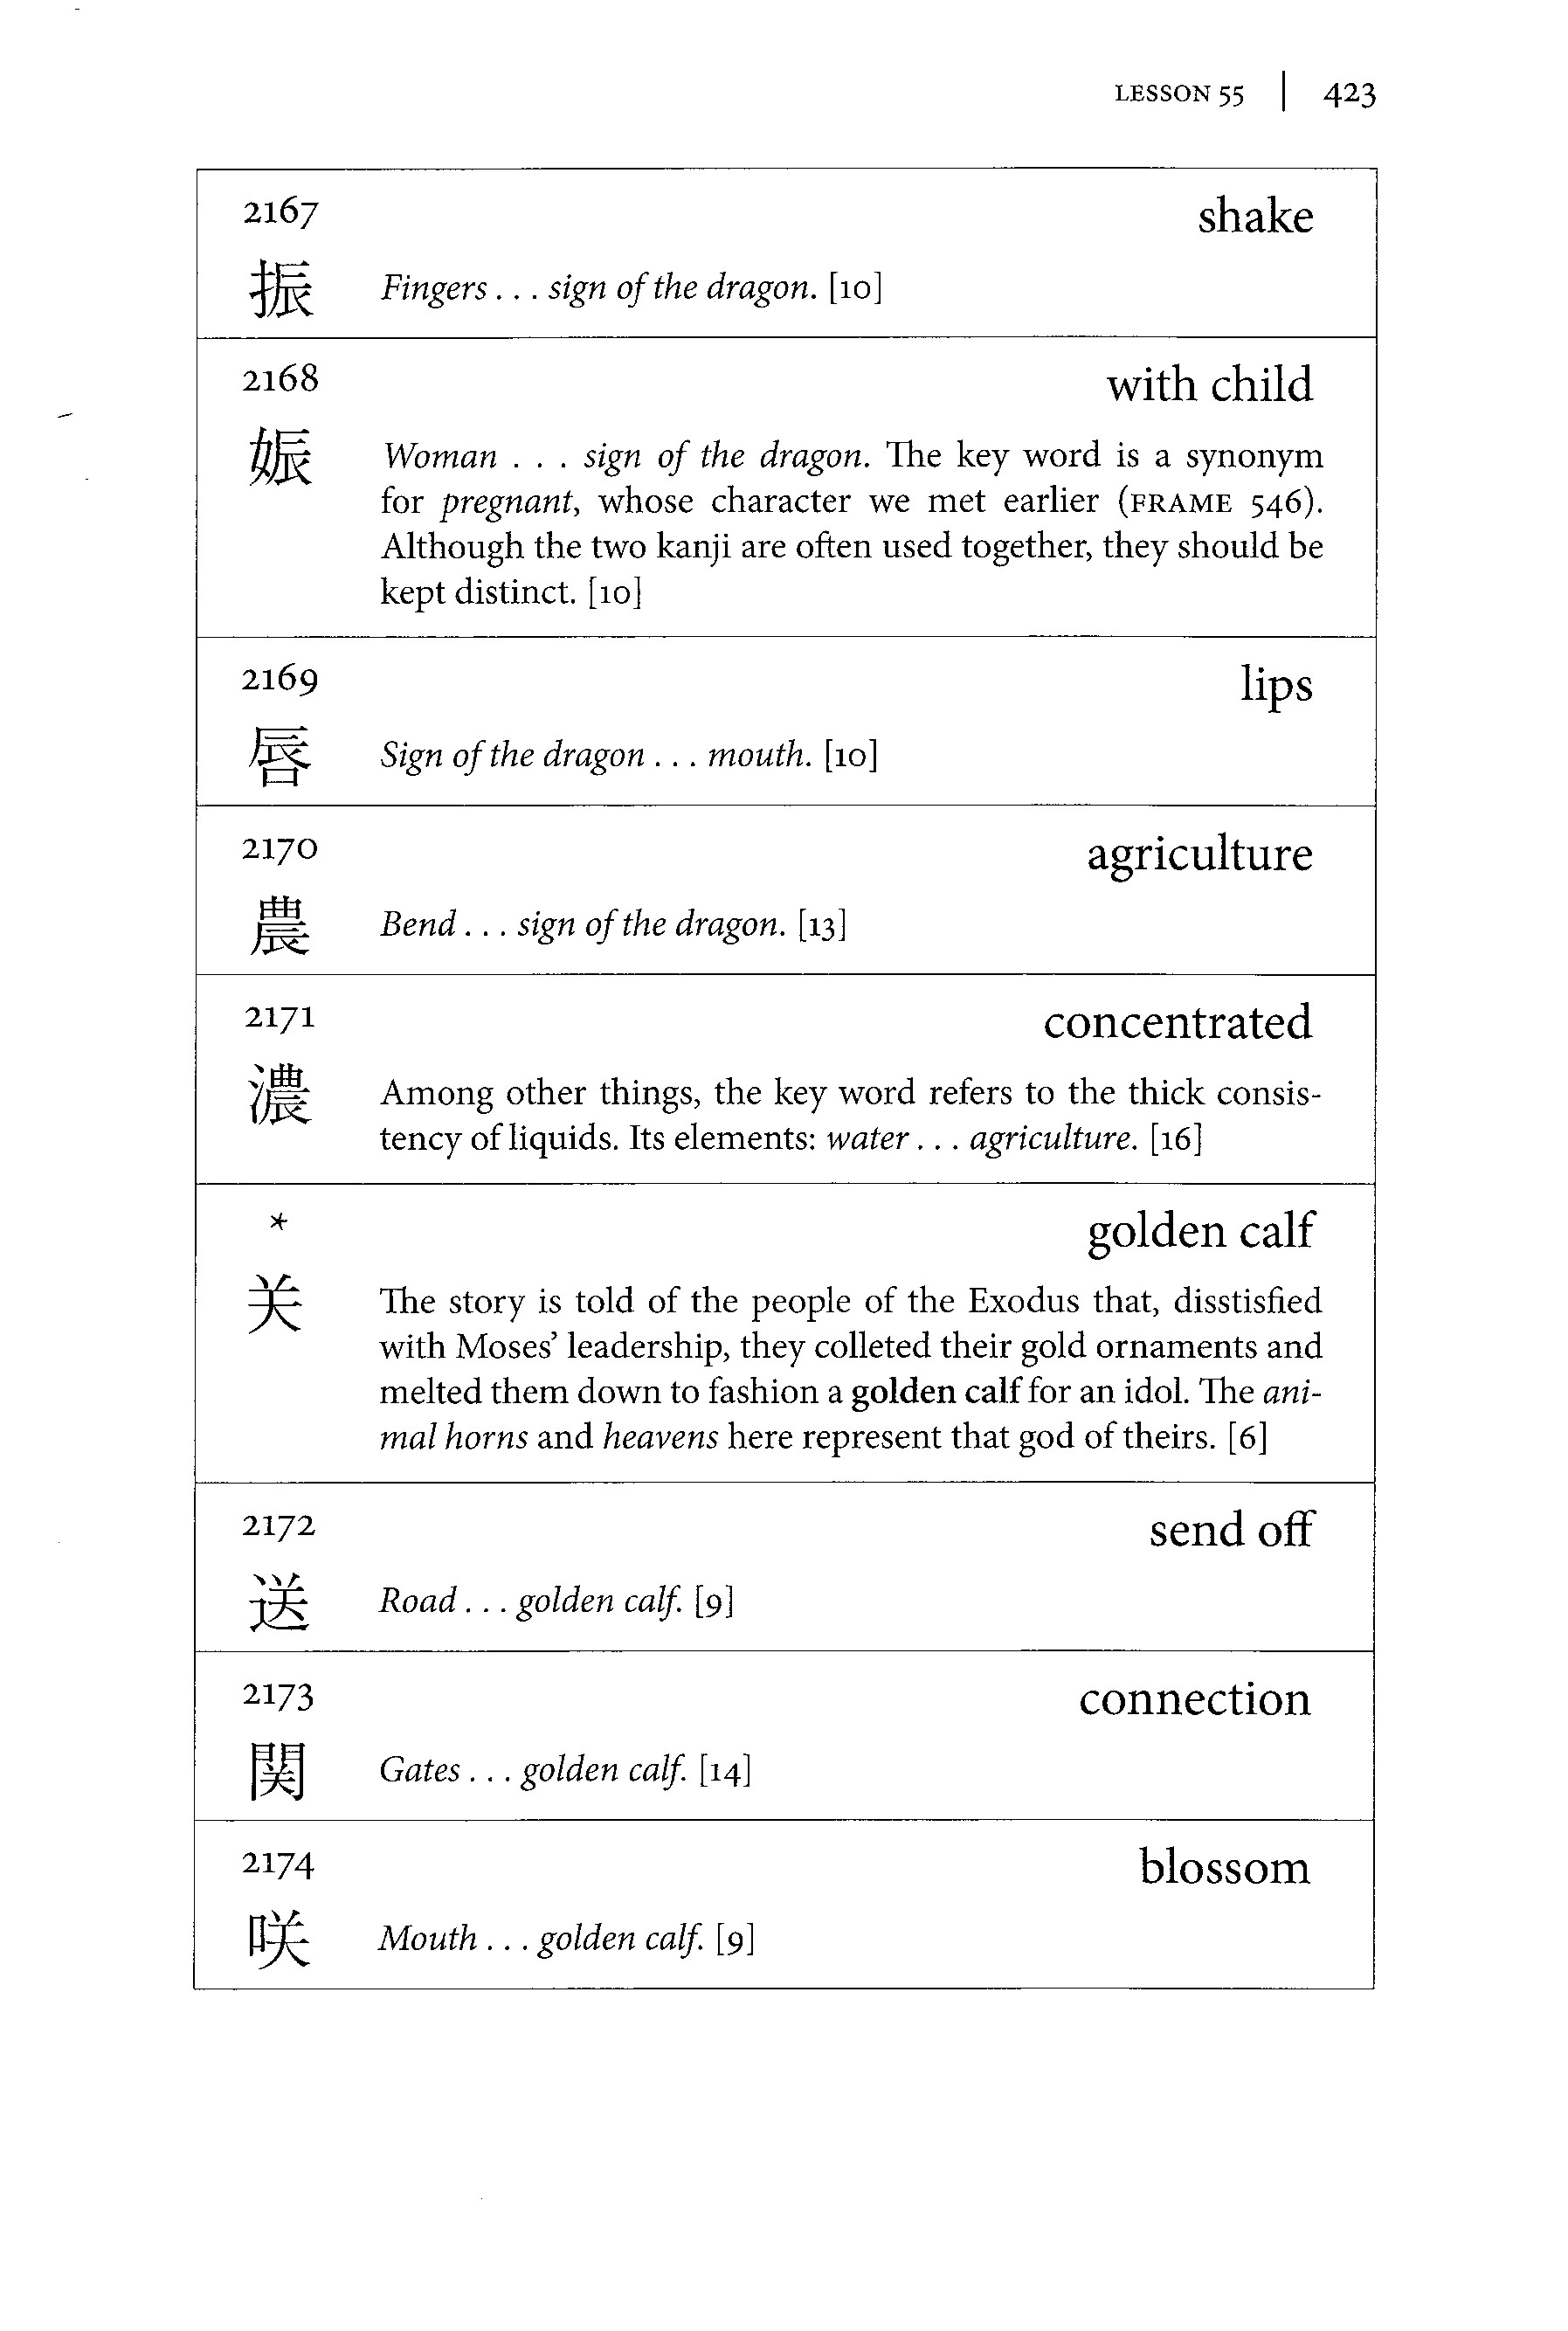 LESSON 55 | 423
2167 shake
振 Fingers . . . sign of the dragon. [10]
2168 with child
娠 Woman . . . sign of the dragon. The key word is a synonym
for pregnant, whose character we met earlier (FRAME 546).
Although the two kanji are often used together, they should be
kept distinct. [10]
2169 lips
唇 Sign of the dragon . . . mouth. [10]
2170 agriculture
農 Bend . . . sign of the dragon. [13]
2171 concentrated
濃 Among other things, the key word refers to the thick consis-
tency of liquids. Its elements: water . . . agriculture. [16]
* golden calf
关 The story is told of the people of the Exodus that, disstisfied
with Moses’ leadership, they colleted their gold ornaments and
melted them down to fashion a golden calf for an idol. The ani-
mal horns and heavens here represent that god of theirs. [6]
2172 send off
送 Road . . . golden calf. [9]
2173 connection
関 Gates . . . golden calf. [14]
2174 blossom
咲 Mouth . . . golden calf. [9]